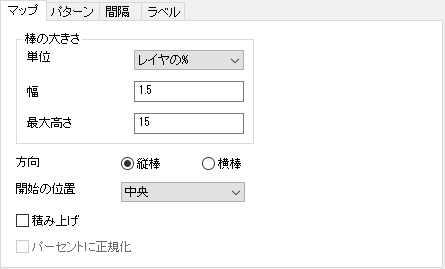 マップ パターン 間隔 ラベル
棒の大きさ
単位 レイヤの%
幅 1.5
最大高さ 15
方向 縦棒 横棒
開始の位置 中央
積み上げ
パーセントに正規化